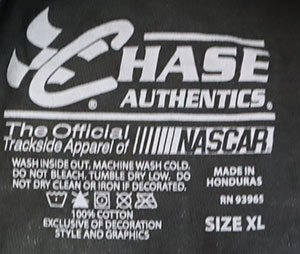 CHASE
AUTHENTICS®
The Official
Trackside Apparel of NASCAR
WASH INSIDE OUT. MACHINE WASH COLD.
DO NOT BLEACH. TUMBLE DRY LOW. DO
NOT DRY CLEAN OR IRON IF DECORATED.
100% COTTON
EXCLUSIVE OF DECORATION
STYLE AND GRAPHICS
MADE IN
HONDURAS
RN 93965
SIZE XL